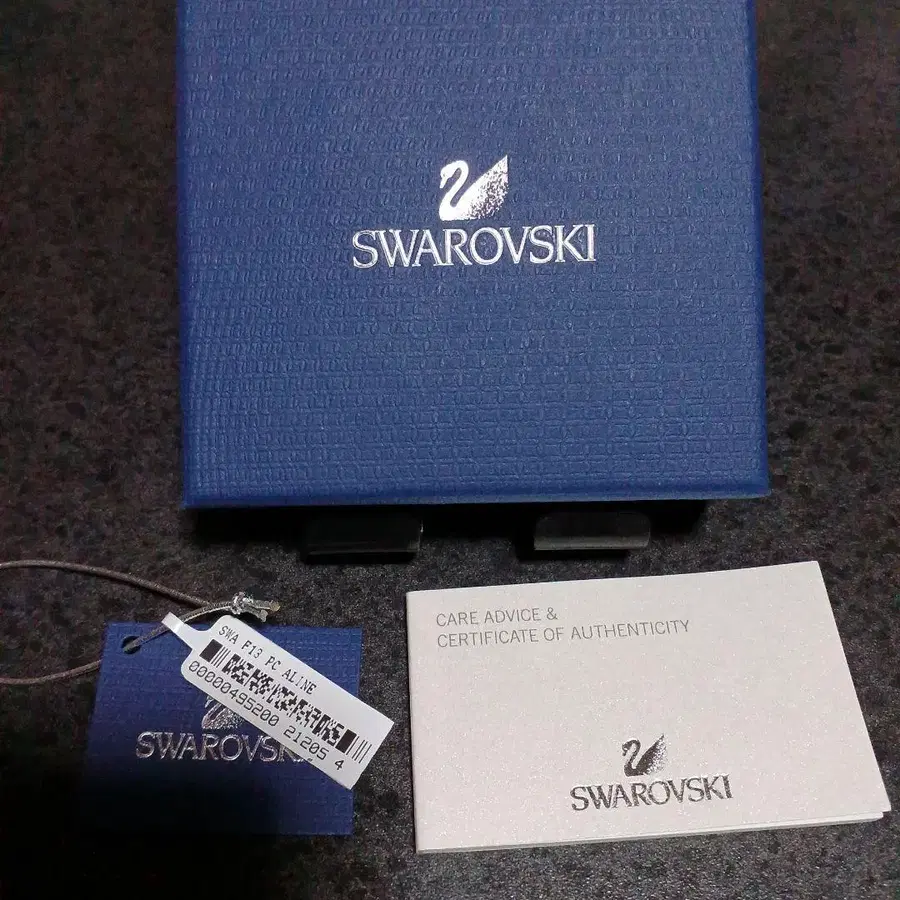 SWAROVSKI
SWA F13 PC ALINE
00000495200 21205 4
SWAROVSKI
CARE ADVICE &
CERTIFICATE OF AUTHENTICITY
SWAROVSKI